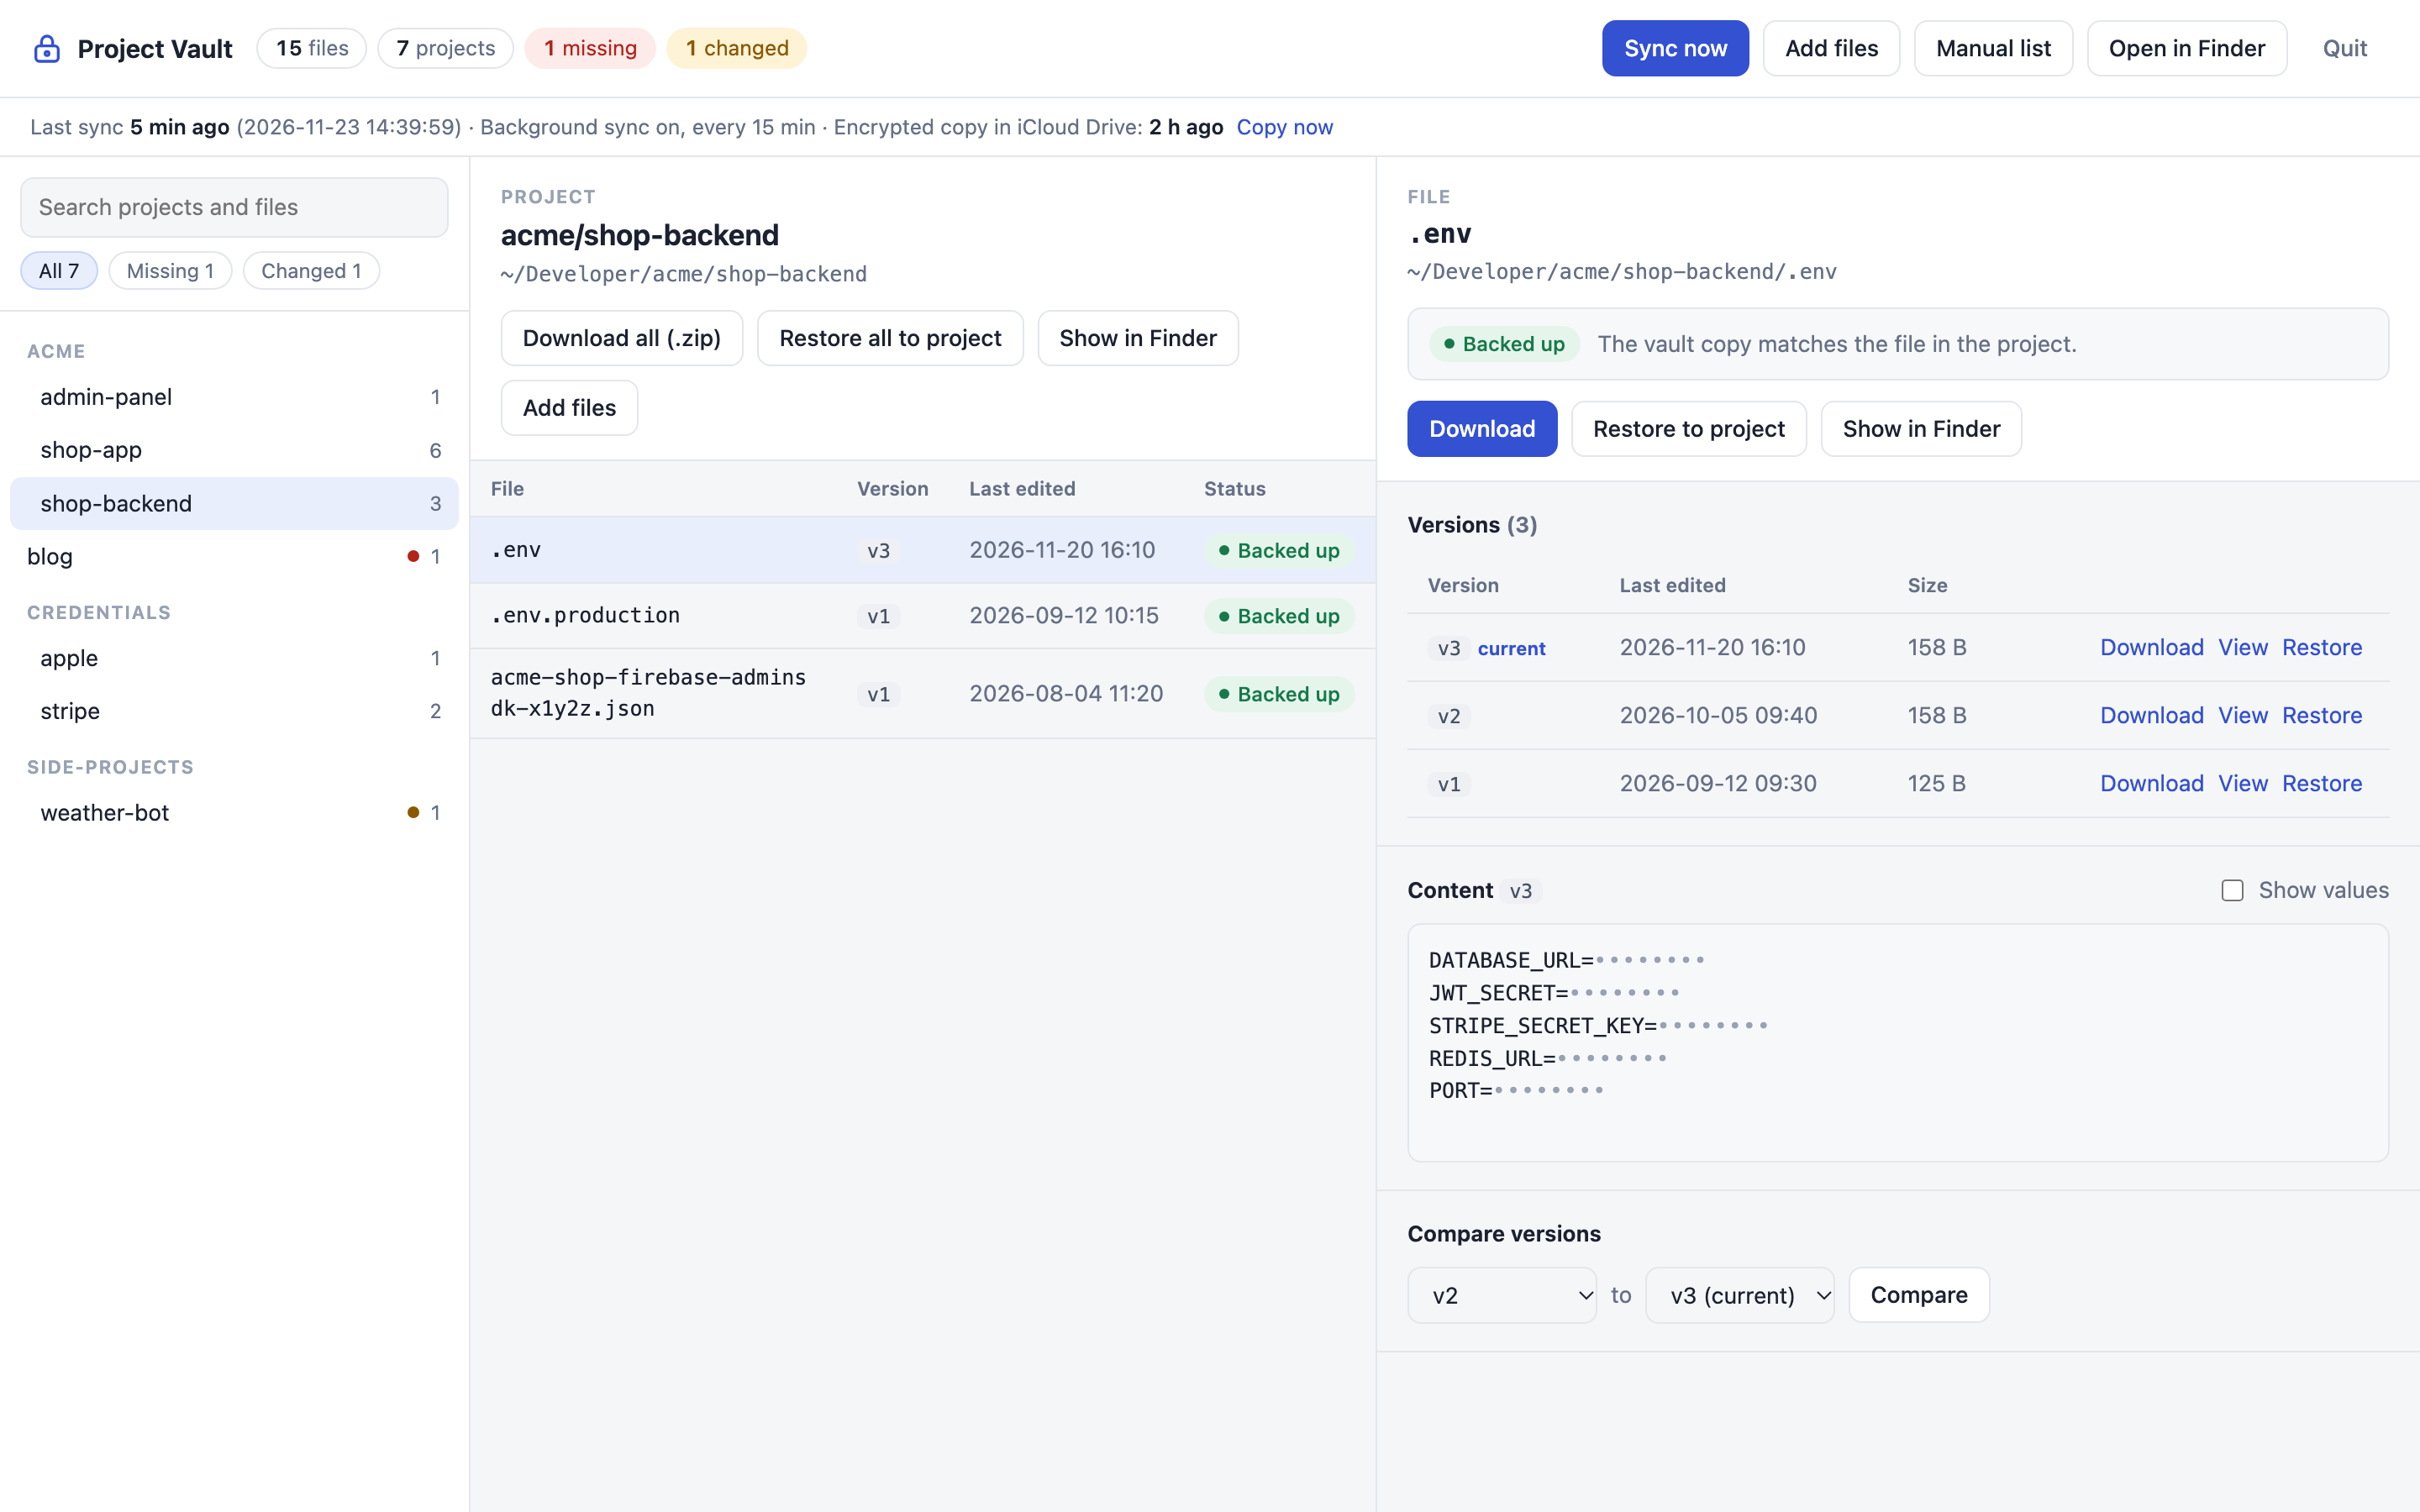 Project Vault 15 files 7 projects 1 missing 1 changed Sync now Add files Manual list Open in Finder Quit
Last sync 5 min ago (2026-11-23 14:39:59) · Background sync on, every 15 min · Encrypted copy in iCloud Drive: 2 h ago Copy now
Search projects and files
All 7 Missing 1 Changed 1
ACME
admin-panel 1
shop-app 6
shop-backend 3
blog 1
CREDENTIALS
apple 1
stripe 2
SIDE-PROJECTS
weather-bot 1
PROJECT
acme/shop-backend
~/Developer/acme/shop-backend
Download all (.zip) Restore all to project Show in Finder
Add files
File Version Last edited Status
.env v3 2026-11-20 16:10 Backed up
.env.production v1 2026-09-12 10:15 Backed up
acme-shop-firebase-admins
dk-x1y2z.json v1 2026-08-04 11:20 Backed up
FILE
.env
~/Developer/acme/shop-backend/.env
Backed up The vault copy matches the file in the project.
Download Restore to project Show in Finder
Versions (3)
Version Last edited Size
v3 current 2026-11-20 16:10 158 B Download View Restore
v2 2026-10-05 09:40 158 B Download View Restore
v1 2026-09-12 09:30 125 B Download View Restore
Content v3 Show values
DATABASE_URL=••••••••
JWT_SECRET=••••••••
STRIPE_SECRET_KEY=••••••••
REDIS_URL=••••••••
PORT=••••••••
Compare versions
v2 to v3 (current) Compare